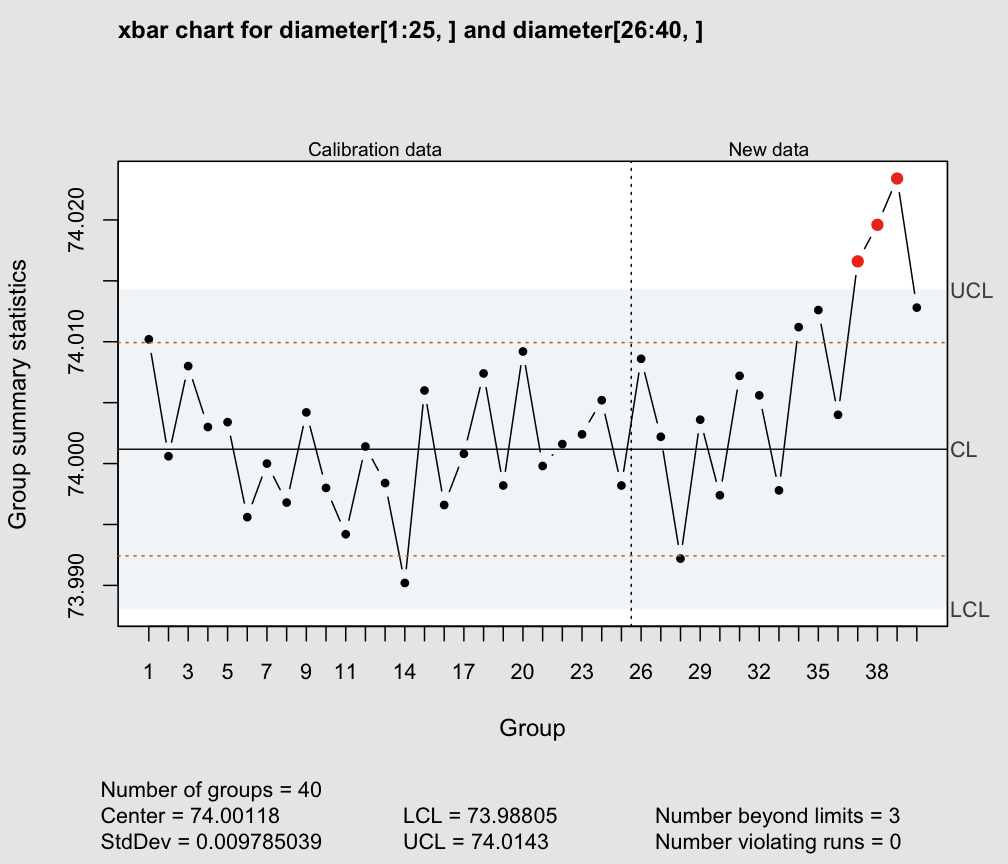 xbar chart for diameter[1:25, ] and diameter[26:40, ]
Calibration data
New data
Group summary statistics
74.020
74.010
74.000
73.990
UCL
CL
LCL
1 3 5 7 9 11 14 17 20 23 26 29 32 35 38
Group
Number of groups = 40
Center = 74.00118
StdDev = 0.009785039
LCL = 73.98805
UCL = 74.0143
Number beyond limits = 3
Number violating runs = 0